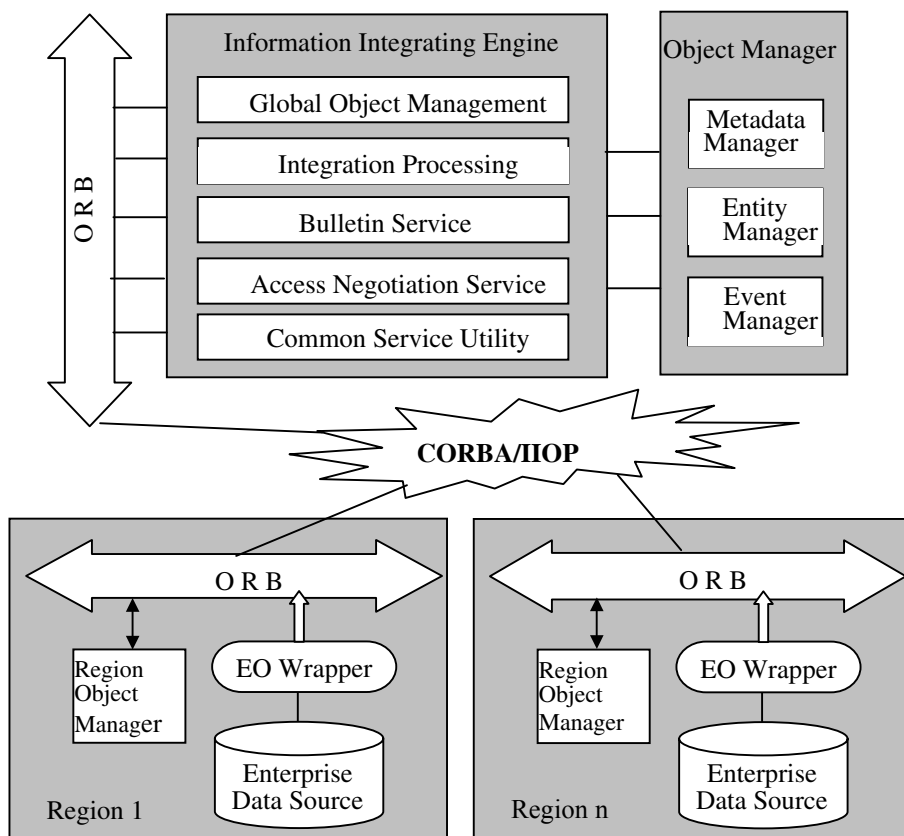 Information Integrating Engine
Global Object Management
Integration Processing
Bulletin Service
Access Negotiation Service
Common Service Utility
Object Manager
Metadata
Manager
Entity
Manager
Event
Manager
O R B
CORBA/IIOP
O R B
Region
Object
Manager
EO Wrapper
Enterprise
Data Source
Region 1
O R B
Region
Object
Manager
EO Wrapper
Enterprise
Data Source
Region n